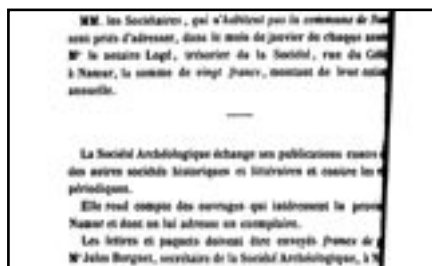 MM. les Sociétaires, qui n'habitent pas la commune de
sont priés d'adresser, dans le mois de janvier de chaque
Mr le notaire Logé, trésorier de la Société, rue du
à Namur, la somme de vingt francs, montant de leur
annuelle.
La Société Archéologique échange ses publications contre
des autres sociétés historiques et littéraires et contre les
périodiques.
Elle rend compte des ouvrages qui intéressent la
Namur et dont on lui adresse un exemplaire.
Les lettres et paquets doivent être envoyés francs de
Mr Jules Borgnet, secrétaire de la Société Archéologique, à